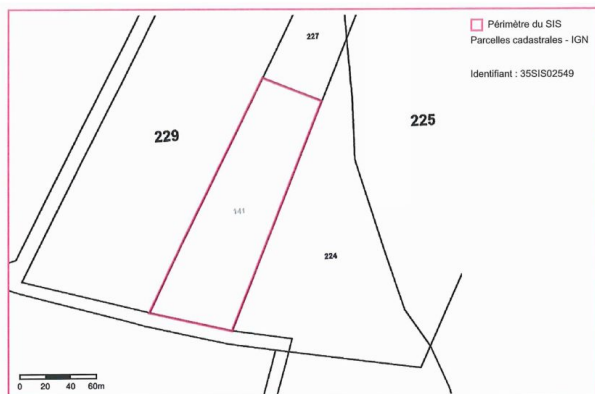 Périmètre du SIS
Parcelles cadastrales - IGN
Identifiant : 35SIS02549
227
229
225
141
224
0 20 40 60m